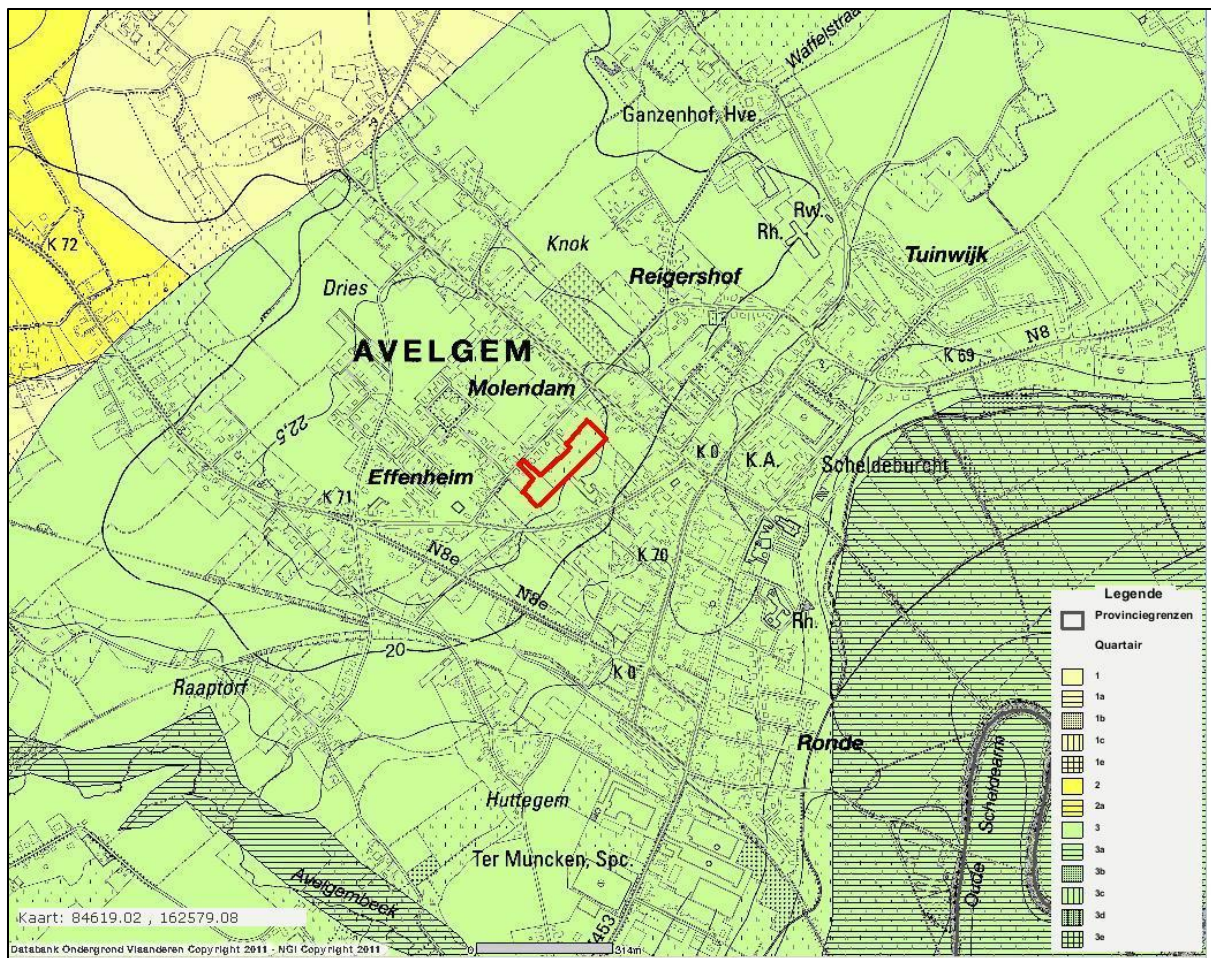 Waffelstraa
Ganzenhof, Hve.
Rw.
Rh.
Knok
K 72
Tuinwijk
Reigershof
Dries
N8
AVELGEM
K 69
Molendam
22,5
K 0
K.A.
Scheldeburcht
Effenheim
K 71
N8e
K 70
N8e
Rh.
20
K 0
Raaptorf
Ronde
Huttegem
Oude Scheldearm
Ter Muncken, Spc.
Avelgembeek
453
Legende
Provinciegrenzen
Quartair
1
1a
1b
1c
1e
2
2a
3
3a
3b
3c
3d
3e
Kaart: 84619.02 , 162579.08
Databank Ondergrond Vlaanderen Copyright 2011 - NGI Copyright 2011
0 314m